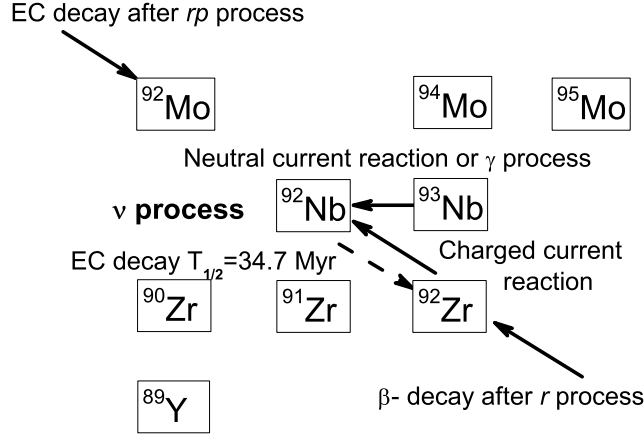 EC decay after rp process
⁹²Mo
⁹⁴Mo
⁹⁵Mo
Neutral current reaction or γ process
ν process
⁹²Nb
⁹³Nb
EC decay T₁/₂=34.7 Myr
Charged current
reaction
⁹⁰Zr
⁹¹Zr
⁹²Zr
β- decay after r process
⁸⁹Y